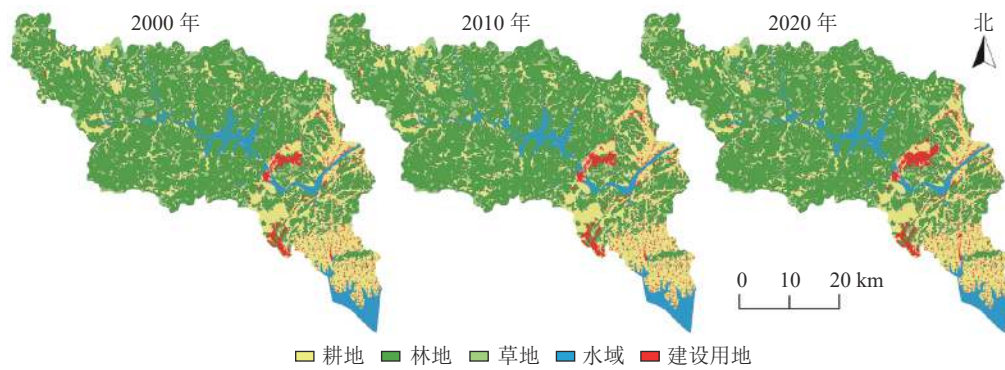 2000 年
2010 年
2020 年
北
0 10 20 km
耕地 林地 草地 水域 建设用地